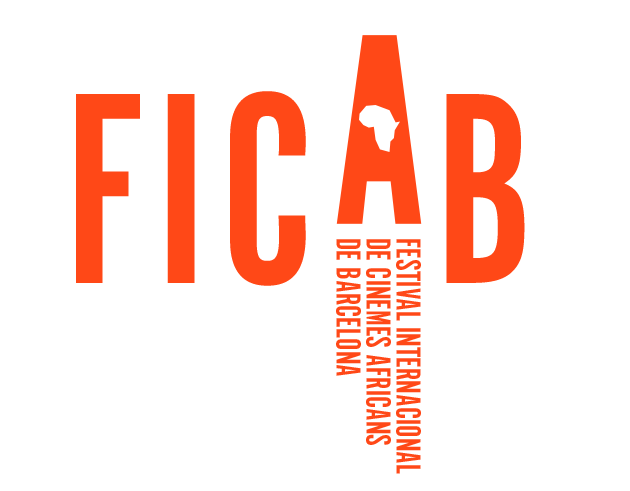 FICAB
FESTIVAL INTERNACIONAL
DE CINEMES AFRICANS
DE BARCELONA